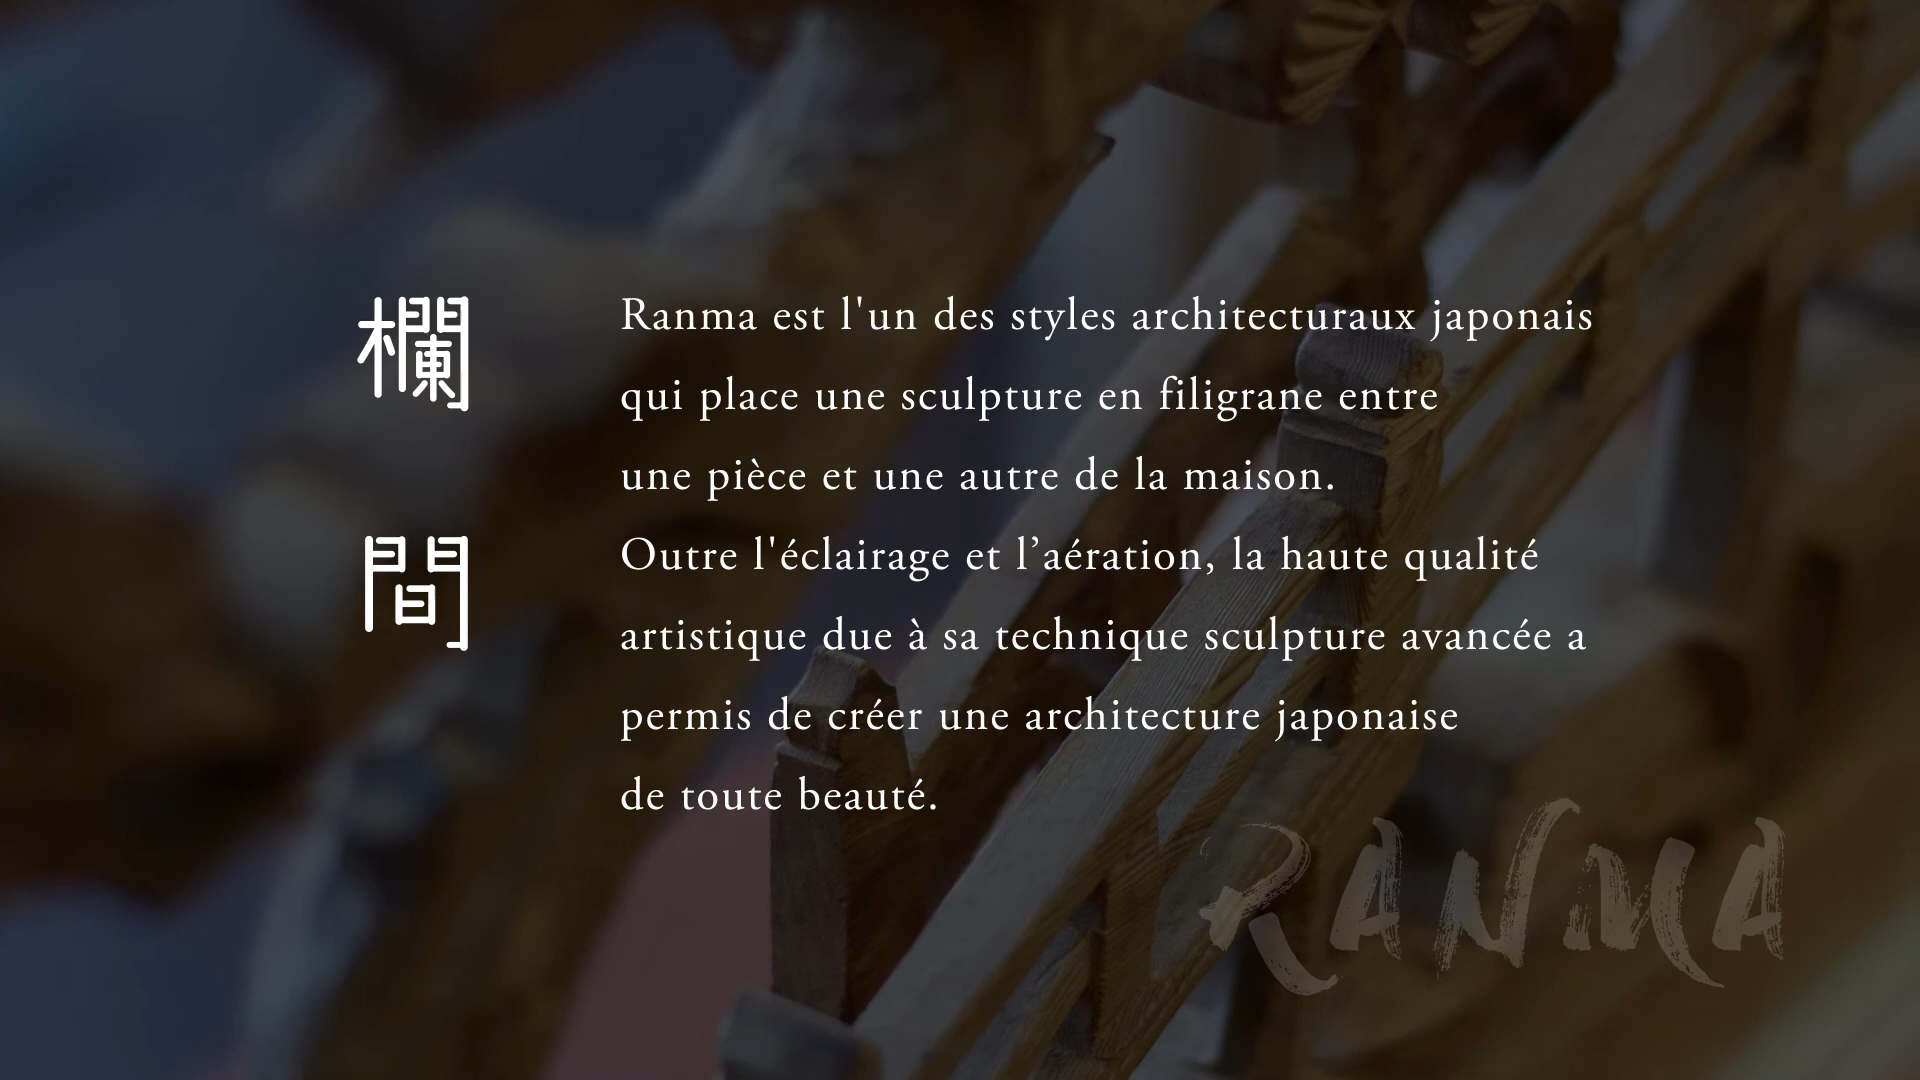 欄
間
Ranma est l'un des styles architecturaux japonais
qui place une sculpture en filigrane entre
une pièce et une autre de la maison.
Outre l'éclairage et l’aération, la haute qualité
artistique due à sa technique sculpture avancée a
permis de créer une architecture japonaise
de toute beauté.
RANMA